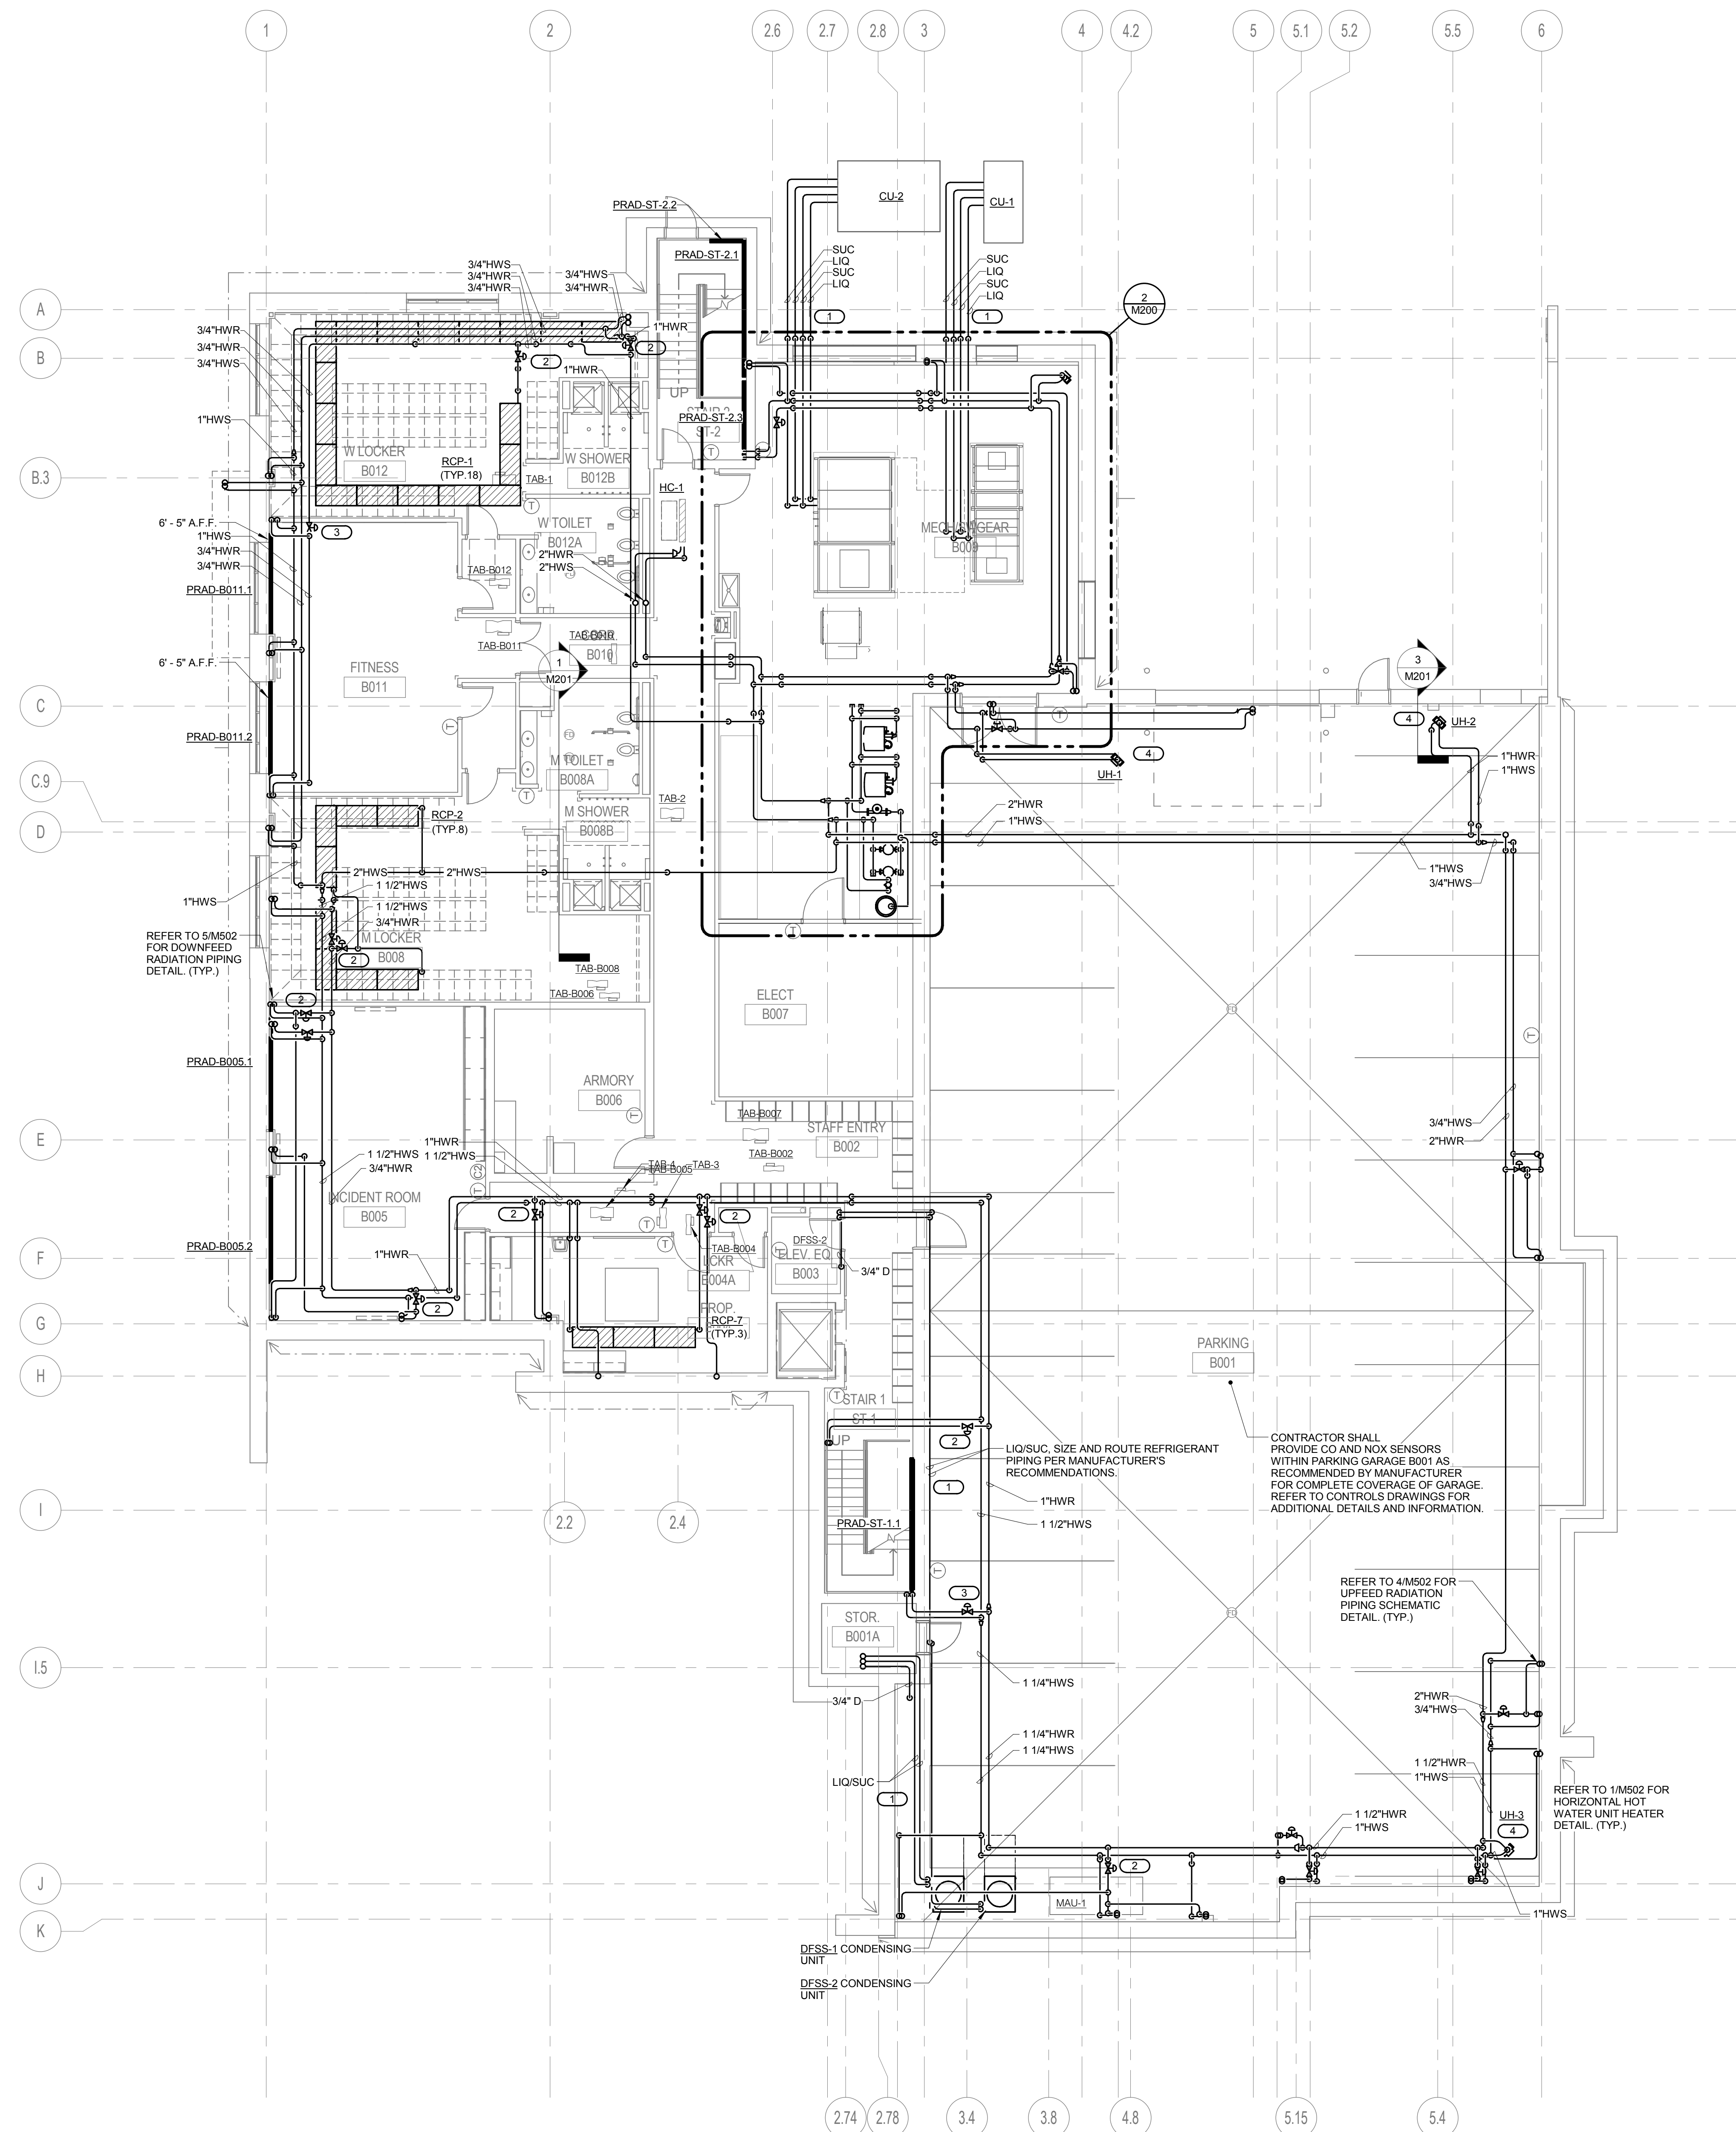 1
2
2.6
2.7
2.8
3
4
4.2
5
5.1
5.2
5.5
6
A
B
B.3
C
C.9
D
E
F
G
H
I
I.5
J
K
CU-2
CU-1
PRAD-ST-2.2
PRAD-ST-2.1
SUC
LIQ
SUC
LIQ
SUC
LIQ
SUC
LIQ
1
1
2
M200
3/4"HWS
3/4"HWR
3/4"HWR
3/4"HWS
3/4"HWR
1"HWR
2
2
3/4"HWR
3/4"HWR
3/4"HWS
1"HWS
1"HWR
UP
STAIR 2
ST-2
PRAD-ST-2.3
T
W LOCKER
B012
RCP-1
(TYP.18)
W SHOWER
B012B
TAB-1
T
HC-1
MECH/SWGEAR
B009
6' - 5" A.F.F.
1"HWS
3/4"HWR
3/4"HWR
3
W TOILET
B012A
2"HWR
2"HWS
TAB-B012
PRAD-B011.1
TAB-B011
TAB-B010
CORR.
B010
6' - 5" A.F.F.
FITNESS
B011
1
M201
3
M201
T
FD
FD
PRAD-B011.2
M TOILET
B008A
T
T
4
UH-1
4
UH-2
1"HWR
1"HWS
RCP-2
(TYP.8)
M SHOWER
B008B
TAB-2
2"HWR
1"HWS
1"HWS
3/4"HWS
2"HWS
2"HWS
1 1/2"HWS
1 1/2"HWS
3/4"HWR
1"HWS
M LOCKER
B008
2
REFER TO 5/M502
FOR DOWNFEED
RADIATION PIPING
DETAIL. (TYP.)
T
TAB-B008
TAB-B006
2
ELECT
B007
FD
T
PRAD-B005.1
ARMORY
B006
T
TAB-B007
STAFF ENTRY
B002
TAB-B002
3/4"HWS
2"HWR
1"HWR
1 1/2"HWS
1 1/2"HWS
3/4"HWR
TAB-4
TAB-B005
TAB-3
C2
T
INCIDENT ROOM
B005
2
2
T
T
TAB-B004
DFSS-2
T
PRAD-B005.2
1"HWR
LCKR
B004A
ELEV. EQ.
B003
3/4" D
2
PROP.
RCP-7
(TYP.3)
PARKING
B001
T
STAIR 1
ST-1
UP
2
LIQ/SUC, SIZE AND ROUTE REFRIGERANT
PIPING PER MANUFACTURER'S
RECOMMENDATIONS.
1
1"HWR
1 1/2"HWS
CONTRACTOR SHALL
PROVIDE CO AND NOX SENSORS
WITHIN PARKING GARAGE B001 AS
RECOMMENDED BY MANUFACTURER
FOR COMPLETE COVERAGE OF GARAGE.
REFER TO CONTROLS DRAWINGS FOR
ADDITIONAL DETAILS AND INFORMATION.
2.2
2.4
PRAD-ST-1.1
T
3
REFER TO 4/M502 FOR
UPFEED RADIATION
PIPING SCHEMATIC
DETAIL. (TYP.)
FD
STOR.
B001A
1 1/4"HWS
3/4" D
2"HWR
3/4"HWS
1 1/4"HWR
1 1/4"HWS
LIQ/SUC
1
1 1/2"HWR
1"HWS
REFER TO 1/M502 FOR
HORIZONTAL HOT
WATER UNIT HEATER
DETAIL. (TYP.)
UH-3
4
1 1/2"HWR
1"HWS
2
MAU-1
1"HWS
DFSS-1 CONDENSING
UNIT
DFSS-2 CONDENSING
UNIT
2.74
2.78
3.4
3.8
4.8
5.15
5.4